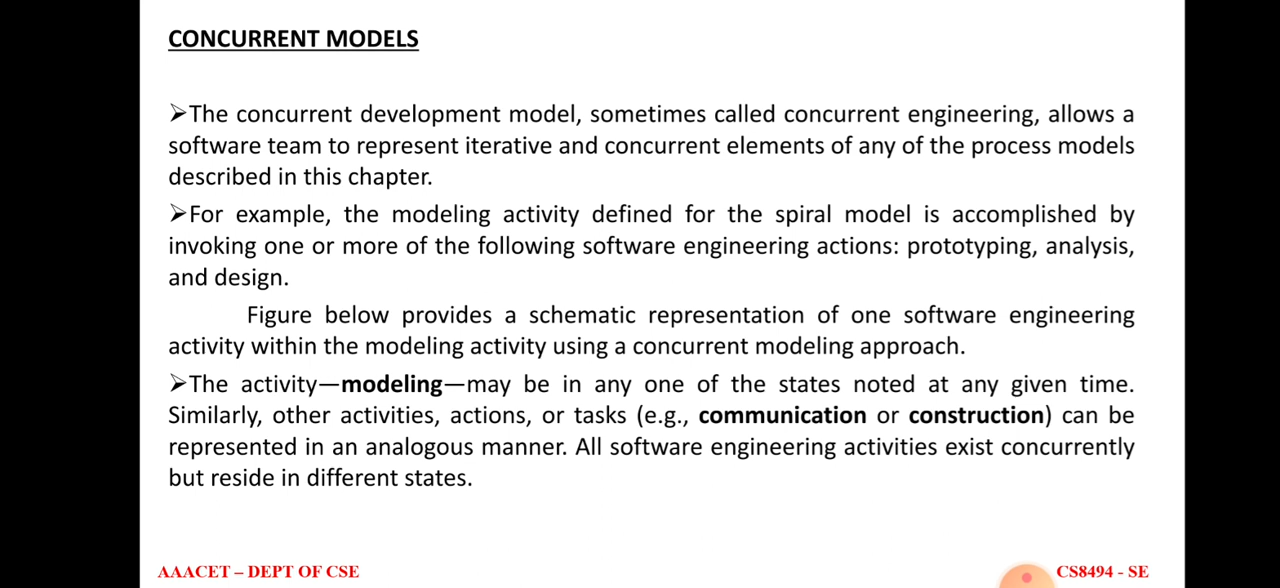 CONCURRENT MODELS
➢The concurrent development model, sometimes called concurrent engineering, allows a
software team to represent iterative and concurrent elements of any of the process models
described in this chapter.
➢For example, the modeling activity defined for the spiral model is accomplished by
invoking one or more of the following software engineering actions: prototyping, analysis,
and design.
Figure below provides a schematic representation of one software engineering
activity within the modeling activity using a concurrent modeling approach.
➢The activity—modeling—may be in any one of the states noted at any given time.
Similarly, other activities, actions, or tasks (e.g., communication or construction) can be
represented in an analogous manner. All software engineering activities exist concurrently
but reside in different states.
AAACET – DEPT OF CSE
CS8494 - SE